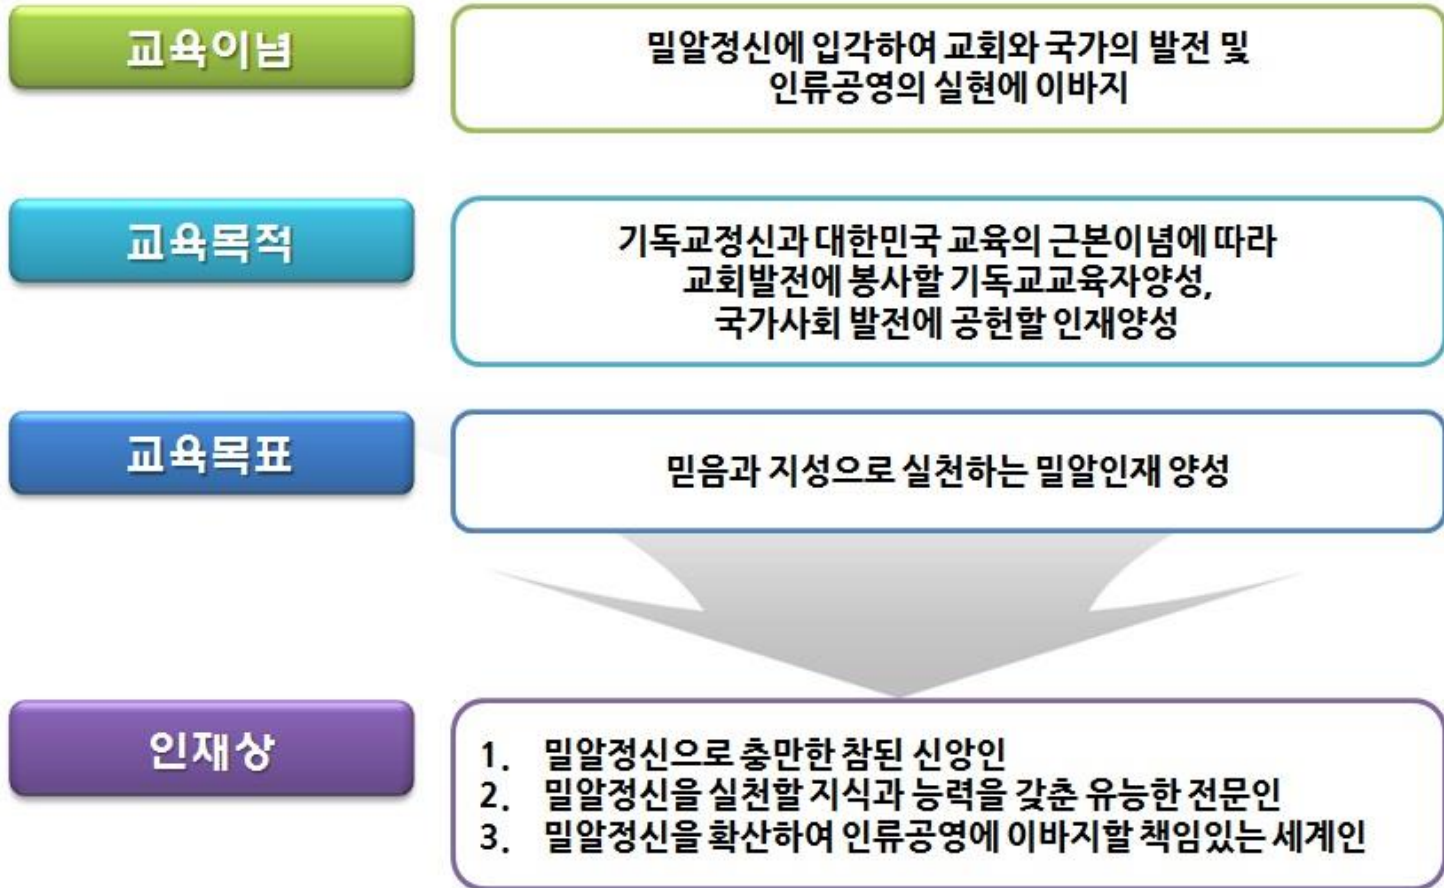 교육이념
밀알정신에 입각하여 교회와 국가의 발전 및
인류공영의 실현에 이바지
교육목적
기독교정신과 대한민국 교육의 근본이념에 따라
교회발전에 봉사할 기독교교육자양성,
국가사회 발전에 공헌할 인재양성
교육목표
믿음과 지성으로 실천하는 밀알인재 양성
인재상
1. 밀알정신으로 충만한 참된 신앙인
2. 밀알정신을 실천할 지식과 능력을 갖춘 유능한 전문인
3. 밀알정신을 확산하여 인류공영에 이바지할 책임있는 세계인